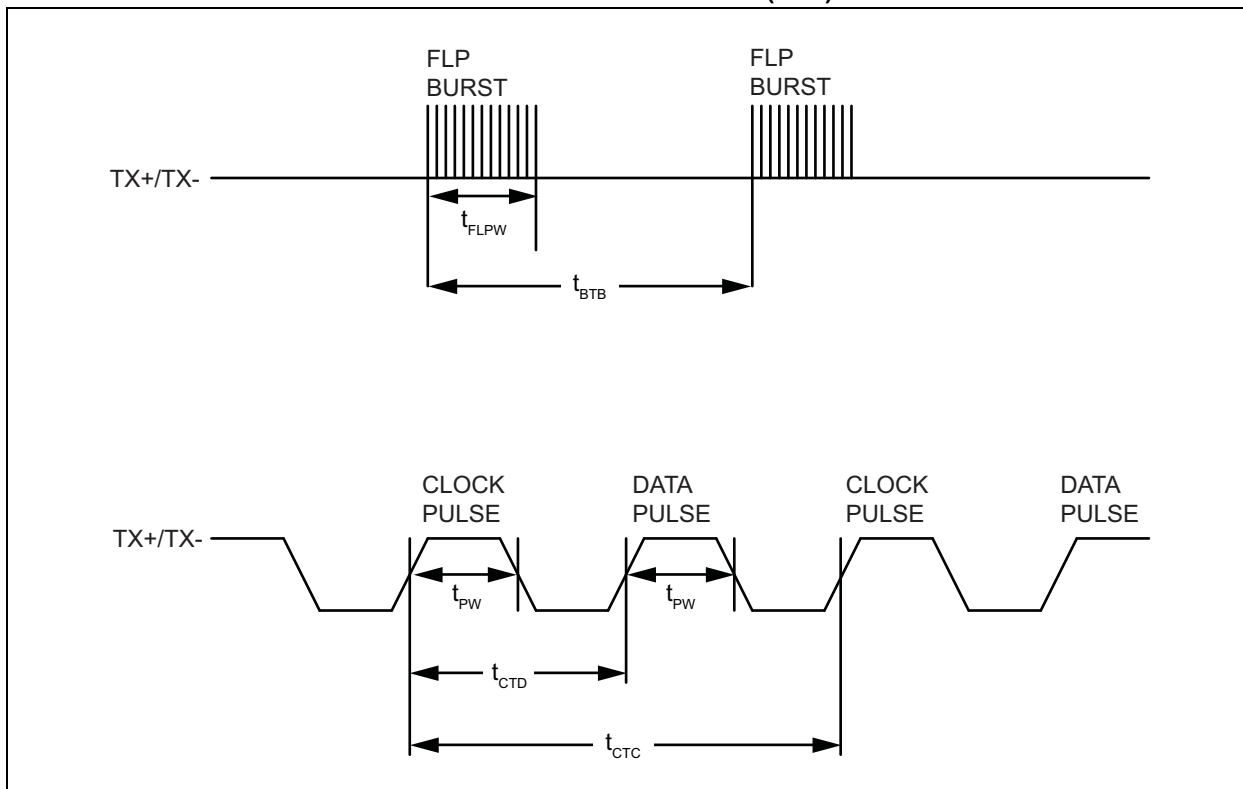 FLP
BURST
FLP
BURST
TX+/TX-
tFLPW
tBTB
CLOCK
PULSE
DATA
PULSE
CLOCK
PULSE
DATA
PULSE
TX+/TX-
tPW
tPW
tCTD
tCTC